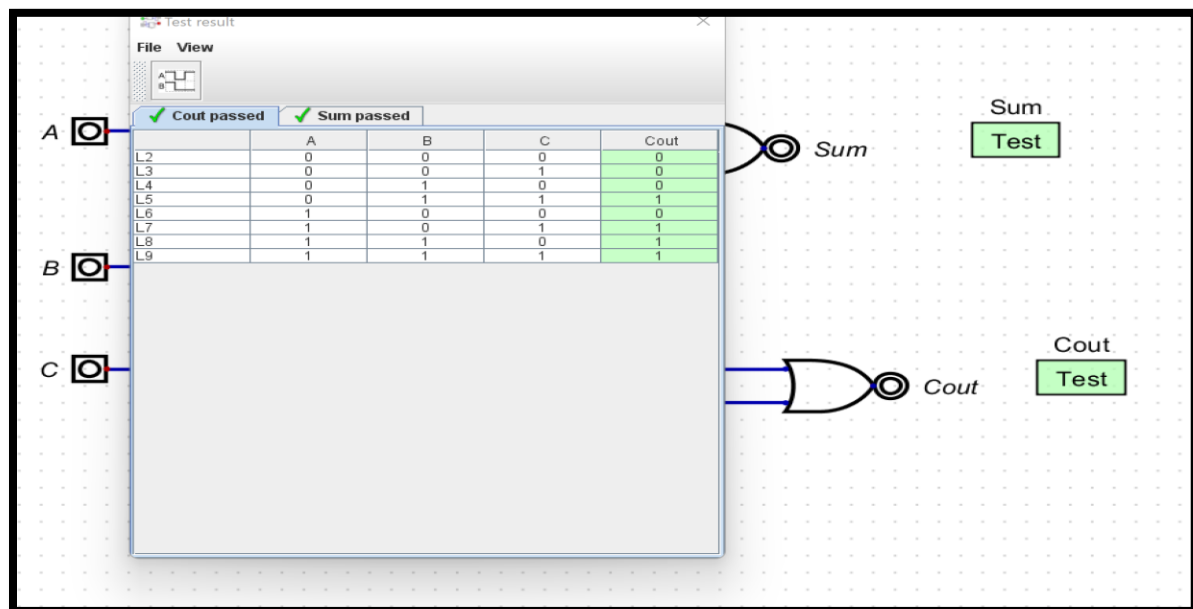 Test result
File View
A
B
Cout passed
Sum passed
A B C Cout
L2 0 0 0 0
L3 0 0 1 0
L4 0 1 0 0
L5 0 1 1 1
L6 1 0 0 0
L7 1 0 1 1
L8 1 1 0 1
L9 1 1 1 1
A
B
C
Sum
Sum
Test
Cout
Cout
Test